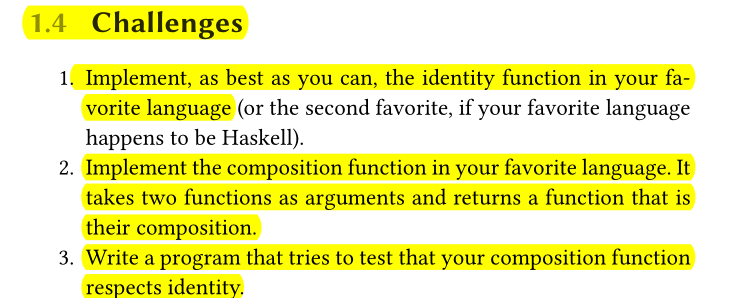 1.4 Challenges
1. Implement, as best as you can, the identity function in your fa-
vorite language (or the second favorite, if your favorite language
happens to be Haskell).
2. Implement the composition function in your favorite language. It
takes two functions as arguments and returns a function that is
their composition.
3. Write a program that tries to test that your composition function
respects identity.